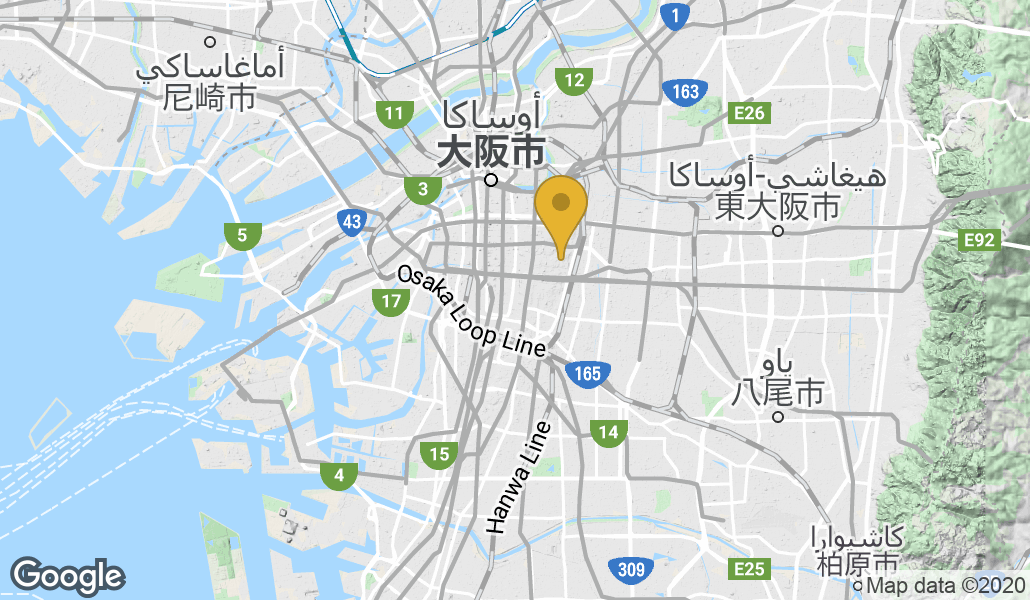 1
أماغاساكي
尼崎市
12
163
11
E26
أوساكا
大阪市
3
هيغاشي-أوساكا
東大阪市
43
5
E92
Osaka Loop Line
17
165
ياو
八尾市
14
15
Hanwa Line
4
كاشيوارا
柏原市
309
E25
Google
Map data ©2020